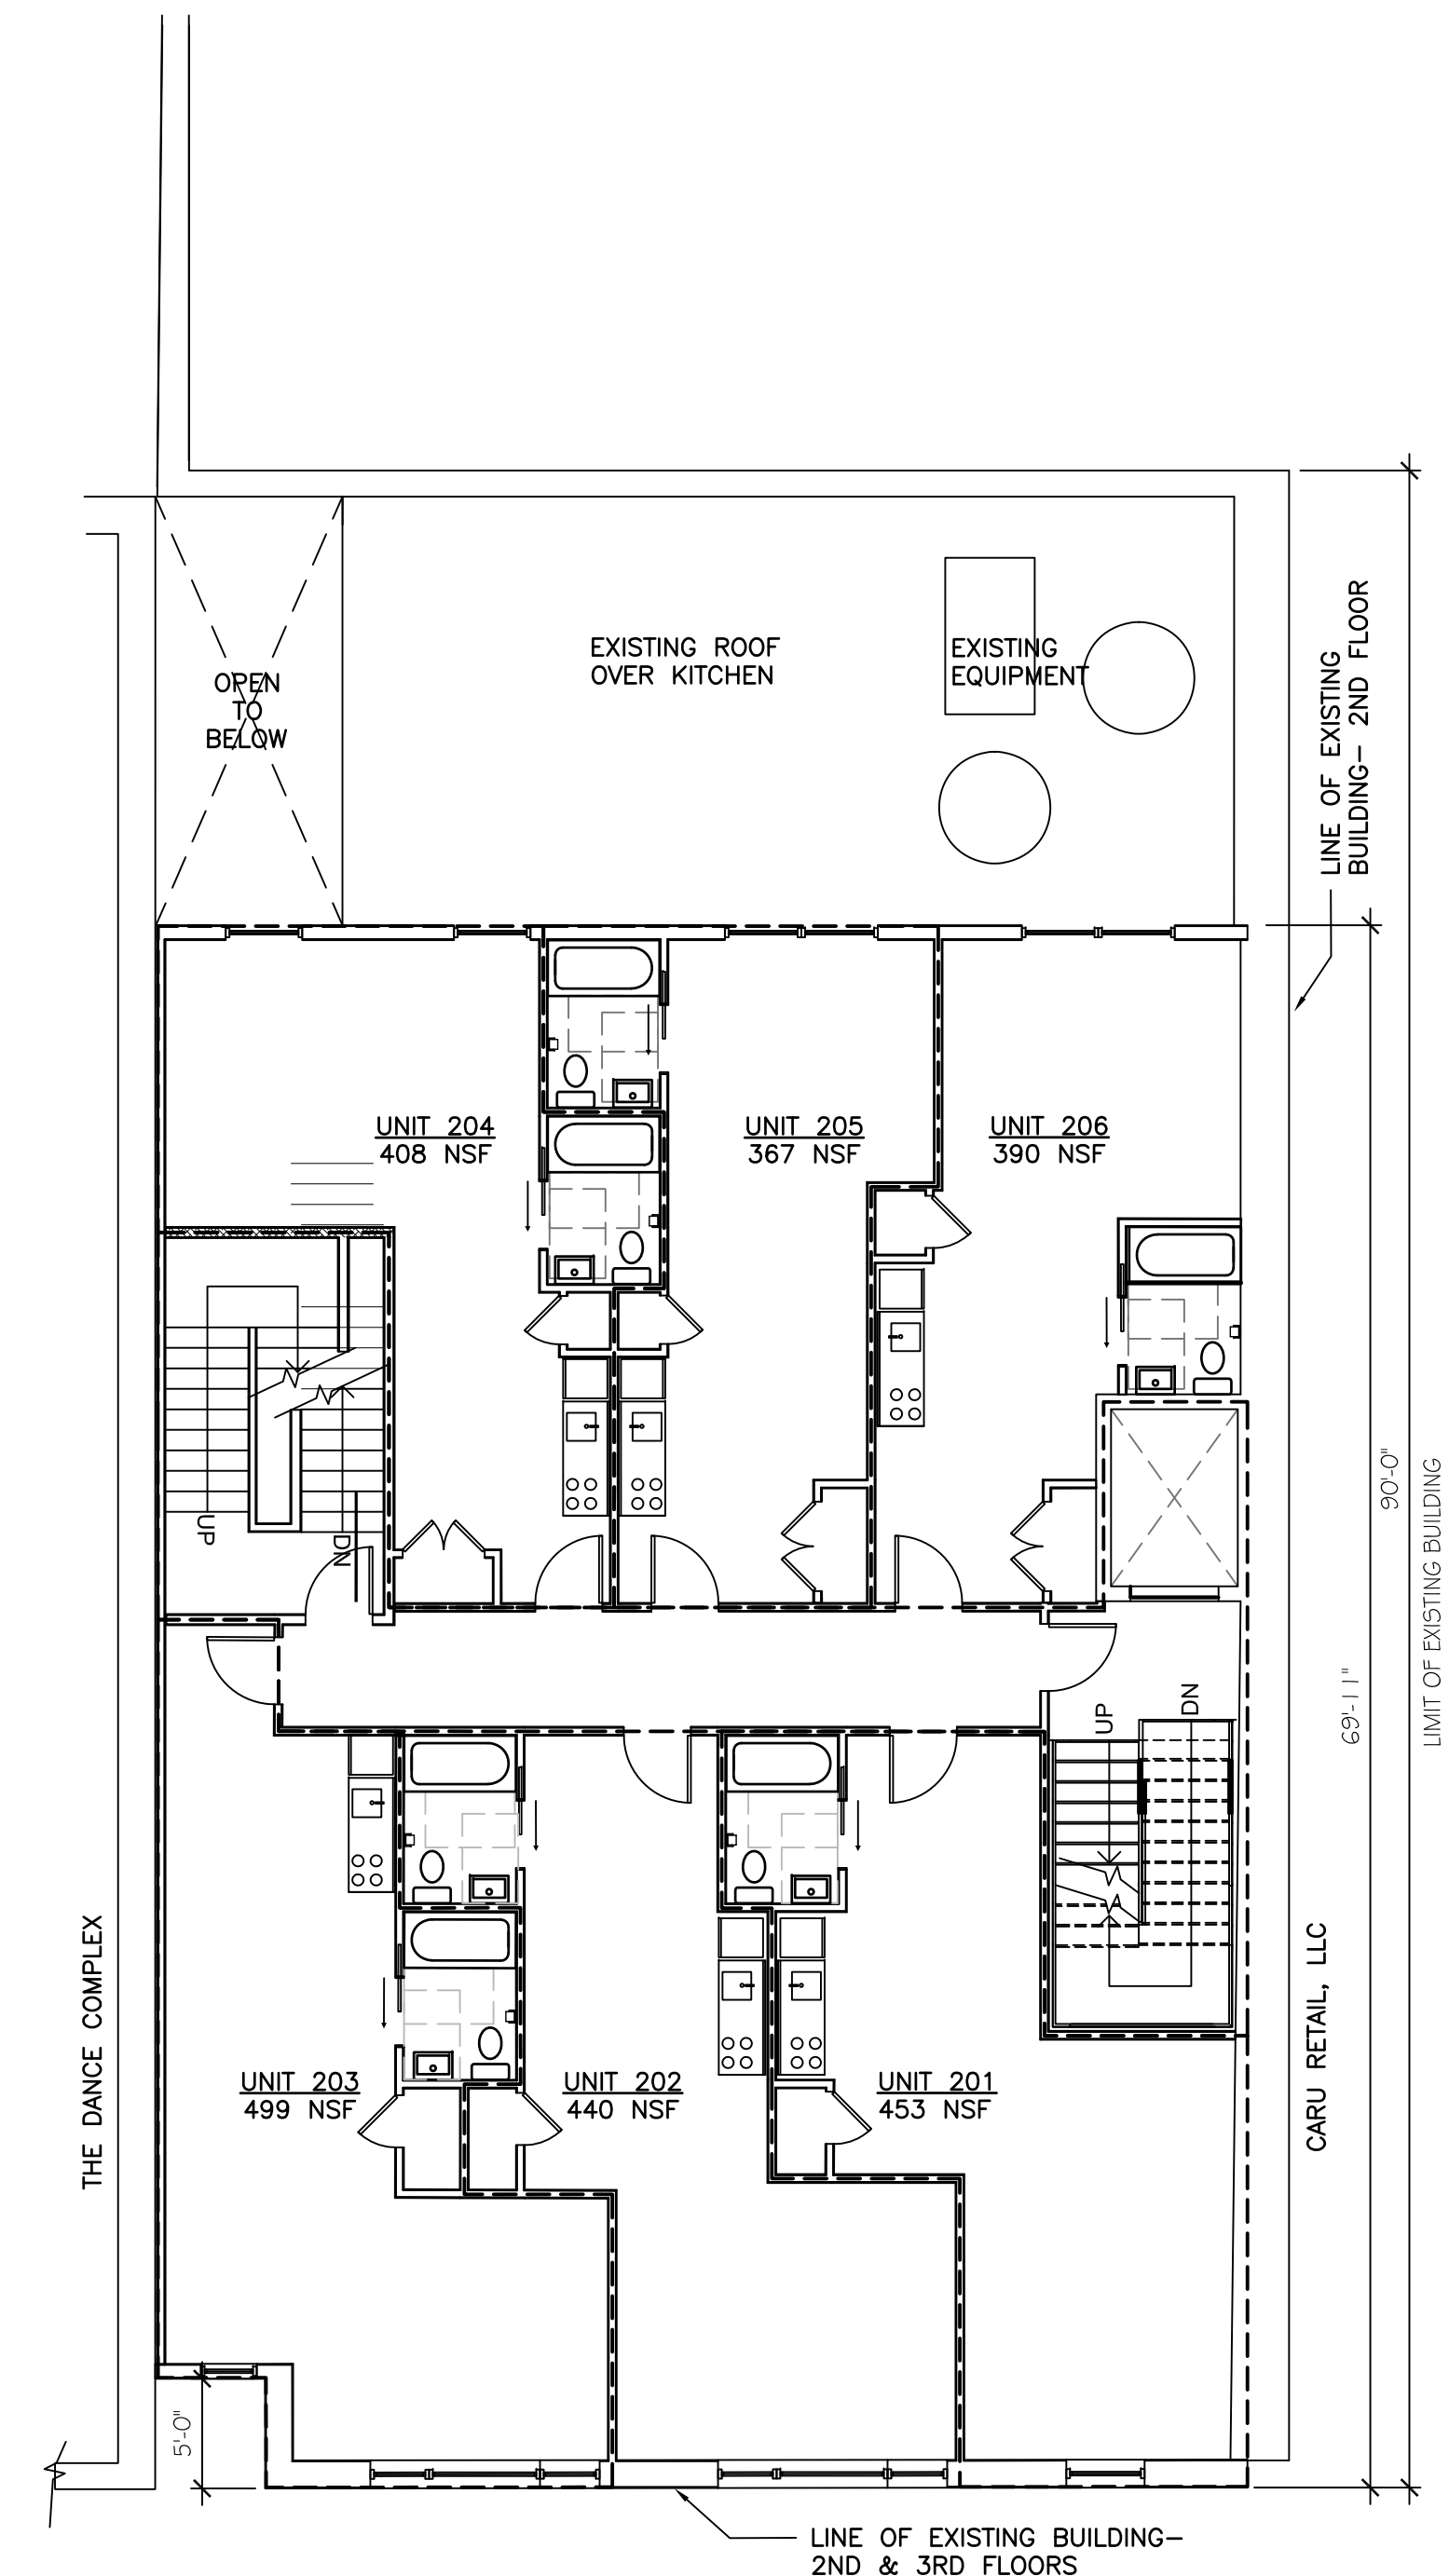 EXISTING ROOF
OVER KITCHEN
EXISTING
EQUIPMENT
OPEN
TO
BELOW
LINE OF EXISTING
BUILDING– 2ND FLOOR
UNIT 204
408 NSF
UNIT 205
367 NSF
UNIT 206
390 NSF
90'-0"
LIMIT OF EXISTING BUILDING
69'-11"
UP
DN
UP
DN
THE DANCE COMPLEX
CARU RETAIL, LLC
UNIT 203
499 NSF
UNIT 202
440 NSF
UNIT 201
453 NSF
5'-0"
LINE OF EXISTING BUILDING–
2ND & 3RD FLOORS